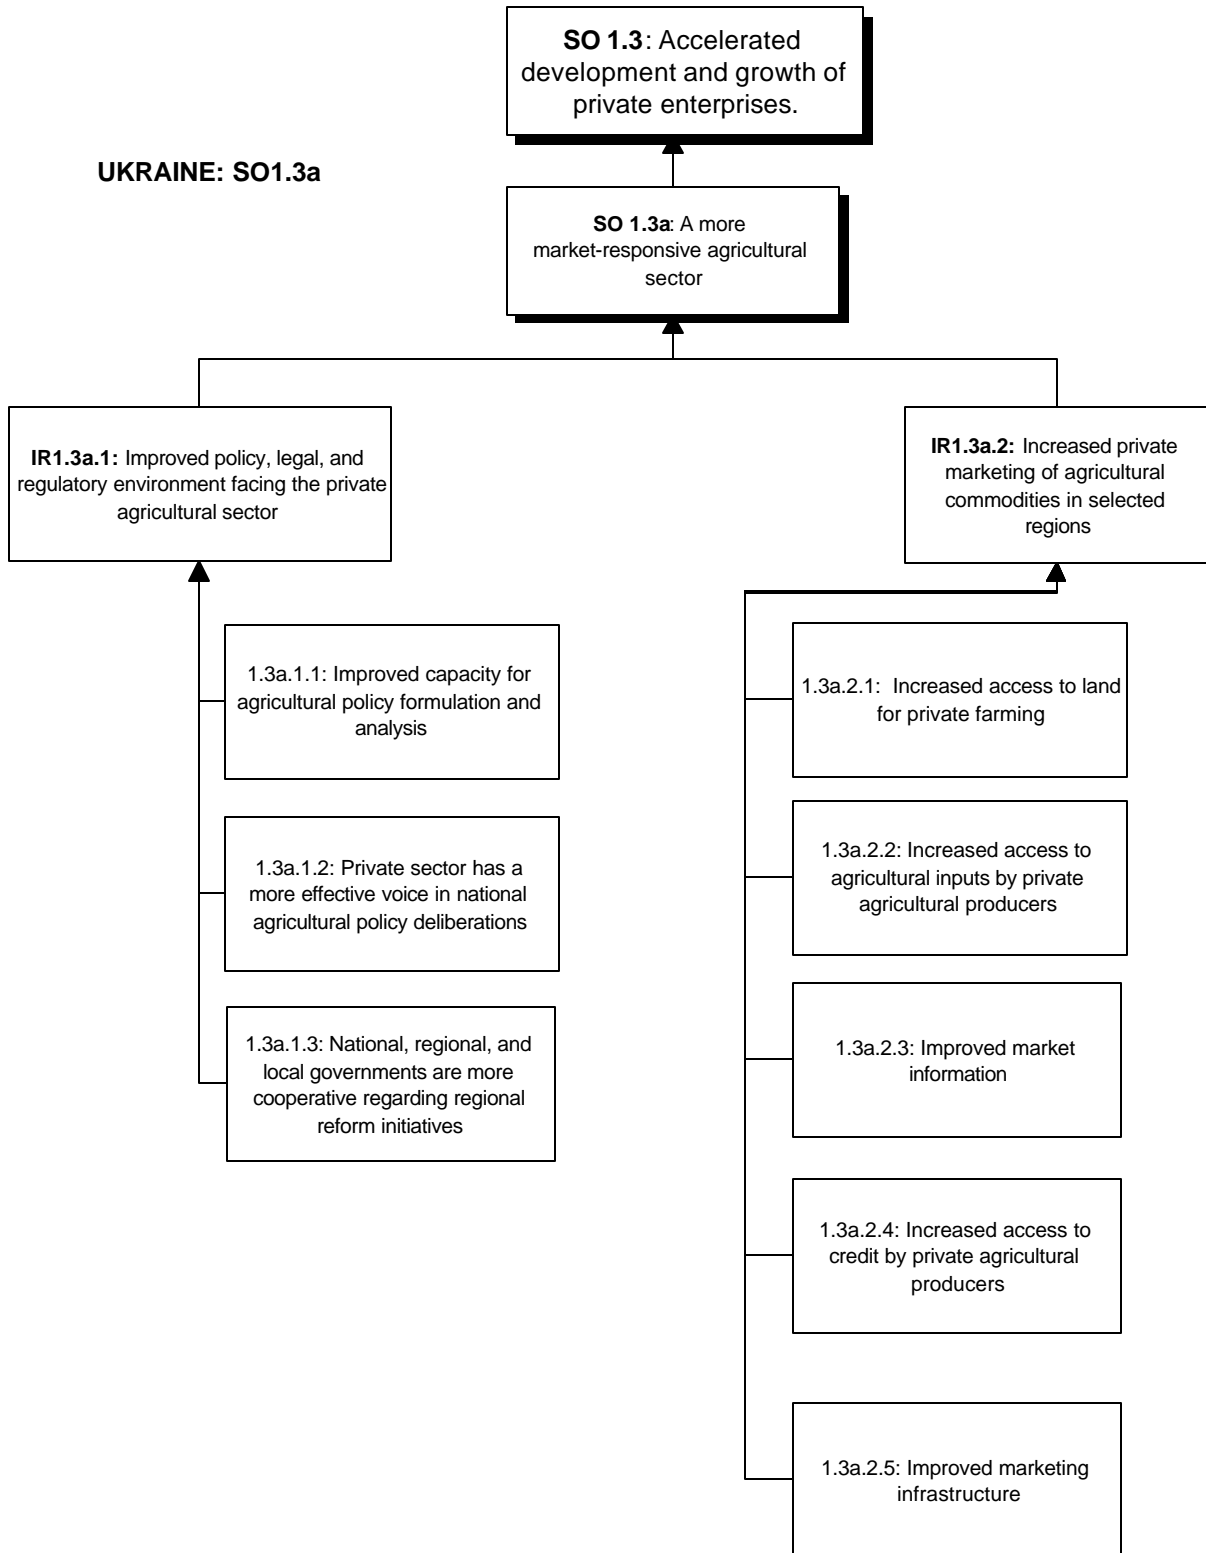 SO 1.3: Accelerated
development and growth of
private enterprises.
UKRAINE: SO1.3a
SO 1.3a: A more
market-responsive agricultural
sector
IR1.3a.1: Improved policy, legal, and
regulatory environment facing the private
agricultural sector
IR1.3a.2: Increased private
marketing of agricultural
commodities in selected
regions
1.3a.1.1: Improved capacity for
agricultural policy formulation and
analysis
1.3a.1.2: Private sector has a
more effective voice in national
agricultural policy deliberations
1.3a.1.3: National, regional, and
local governments are more
cooperative regarding regional
reform initiatives
1.3a.2.1: Increased access to land
for private farming
1.3a.2.2: Increased access to
agricultural inputs by private
agricultural producers
1.3a.2.3: Improved market
information
1.3a.2.4: Increased access to
credit by private agricultural
producers
1.3a.2.5: Improved marketing
infrastructure